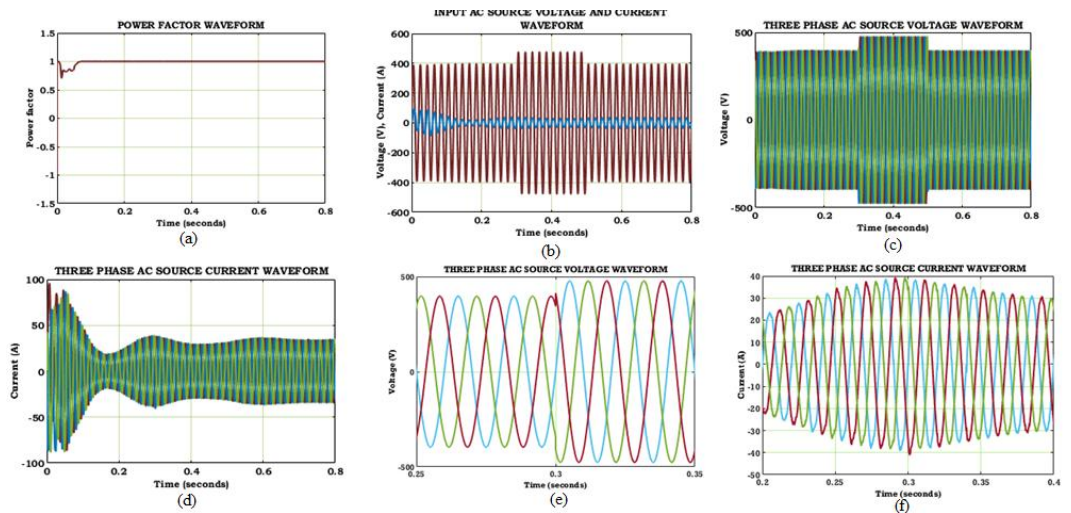 POWER FACTOWER WAVEFORM
1.5
1
0.5
0
-0.5
-1
-1.5
Power factor
0 0.2 0.4 0.6 0.8
Time (seconds)
(a)
INPUT AC SOURCE VOLTAGE AND CURRENT
WAVEFORM
600
400
200
0
-200
-400
-600
Voltage (V), Current (A)
0 0.2 0.4 0.6 0.8
Time (seconds)
(b)
THREE PHASE AC SOURCE VOLTAGE WAVEFORM
500
0
-500
Voltage (V)
0 0.2 0.4 0.6 0.8
Time (seconds)
(c)
THREE PHASE AC SOURCE CURRENT WAVEFORM
100
50
0
-50
-100
Current (A)
0 0.2 0.4 0.6 0.8
Time (seconds)
(d)
THREE PHASE AC SOURCE VOLTAGE WAVEFORM
500
0
-500
Voltage (V)
0.25 0.3 0.35
Time (seconds)
(e)
THREE PHASE AC SOURCE CURRENT WAVEFORM
40
30
20
10
0
-10
-20
-30
-40
-50
Current (A)
0.2 0.25 0.3 0.35 0.4
Time (seconds)
(f)